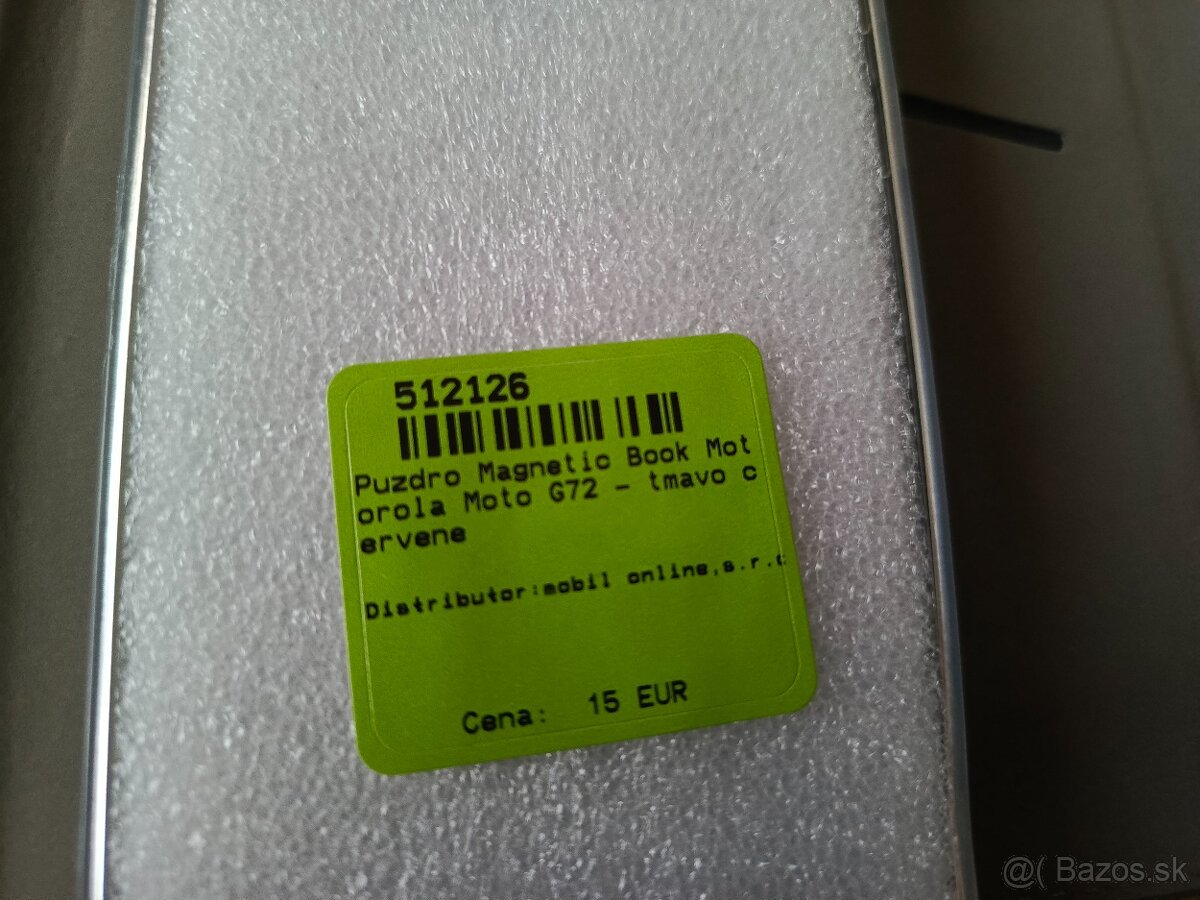 512126
Puzdro Magnetic Book Mot
orola Moto G72 - tmavo c
ervene
Distributor:mobil online,s.r.o
Cena: 15 EUR
@( Bazos.sk